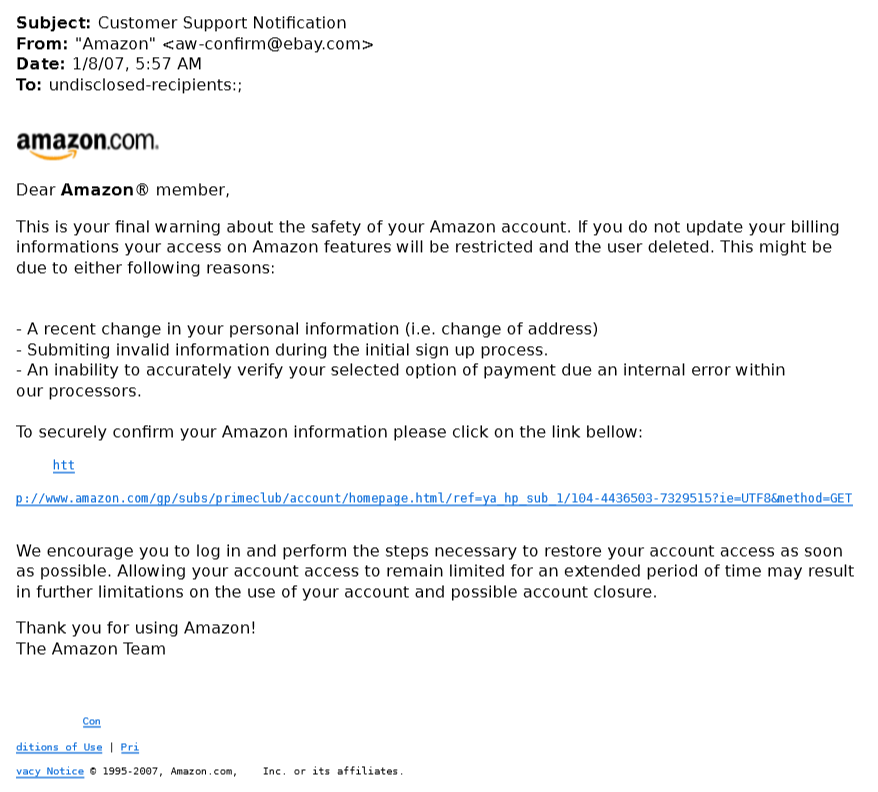 Subject: Customer Support Notification
From: "Amazon" <aw-confirm@ebay.com>
Date: 1/8/07, 5:57 AM
To: undisclosed-recipients:;
amazon.com.
Dear Amazon® member,
This is your final warning about the safety of your Amazon account. If you do not update your billing
informations your access on Amazon features will be restricted and the user deleted. This might be
due to either following reasons:
- A recent change in your personal information (i.e. change of address)
- Submiting invalid information during the initial sign up process.
- An inability to accurately verify your selected option of payment due an internal error within
our processors.
To securely confirm your Amazon information please click on the link bellow:
htt
p://www.amazon.com/gp/subs/primeclub/account/homepage.html/ref=ya_hp_sub_1/104-4436503-7329515?ie=UTF8&method=GET
We encourage you to log in and perform the steps necessary to restore your account access as soon
as possible. Allowing your account access to remain limited for an extended period of time may result
in further limitations on the use of your account and possible account closure.
Thank you for using Amazon!
The Amazon Team
Con
ditions of Use | Pri
vacy Notice © 1995-2007, Amazon.com, Inc. or its affiliates.